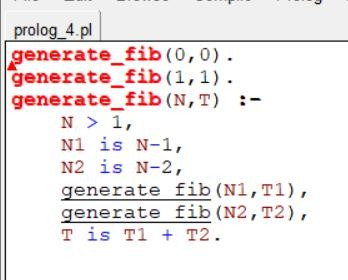 prolog_4.pl
generate_fib(0,0).
generate_fib(1,1).
generate_fib(N,T) :-
    N > 1,
    N1 is N-1,
    N2 is N-2,
    generate_fib(N1,T1),
    generate_fib(N2,T2),
    T is T1 + T2.